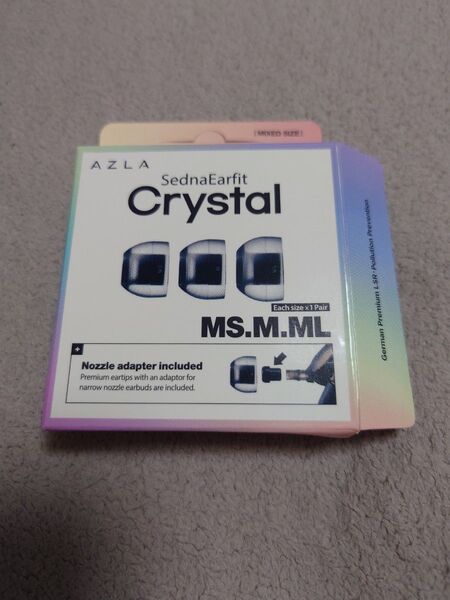 [MIXED SIZE]
AZLA
SednaEarfit
Crystal
Each size x 1 Pair
MS.M.ML
+
Nozzle adapter included
Premium eartips with an adaptor for
narrow nozzle earbuds are included.
German Premium LSR · Pollution Prevention